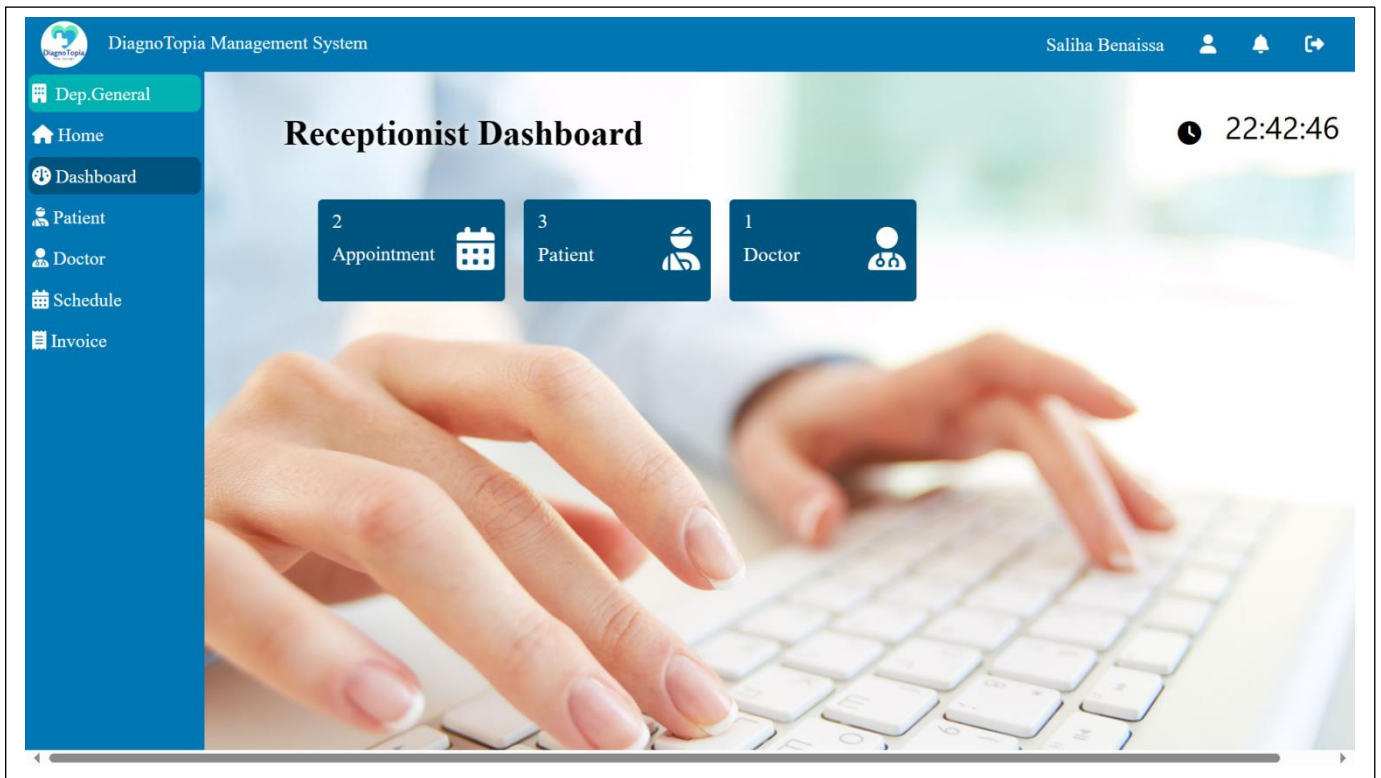 DiagnoTopia
DiagnoTopia Management System
Saliha Benaissa
Dep.General
Home
Dashboard
Patient
Doctor
Schedule
Invoice
Receptionist Dashboard
22:42:46
2
Appointment
3
Patient
1
Doctor